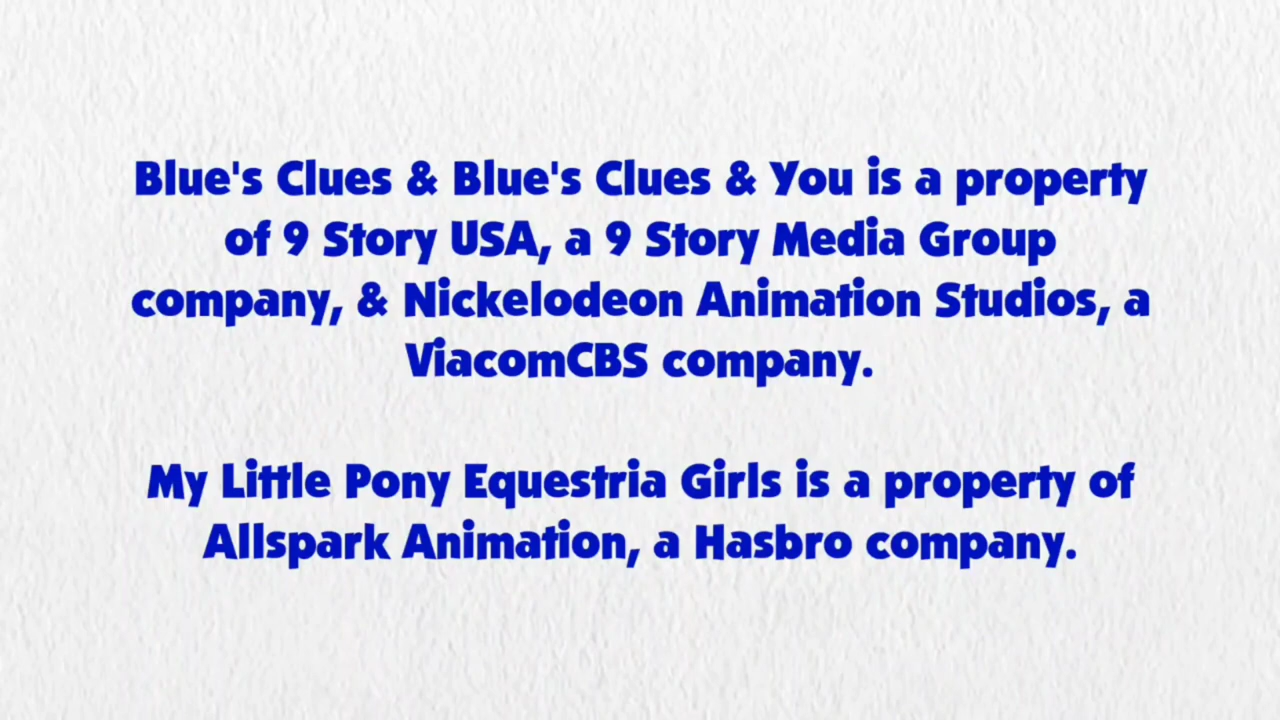 Blue's Clues & Blue's Clues & You is a property
of 9 Story USA, a 9 Story Media Group
company, & Nickelodeon Animation Studios, a
ViacomCBS company.
My Little Pony Equestria Girls is a property of
Allspark Animation, a Hasbro company.